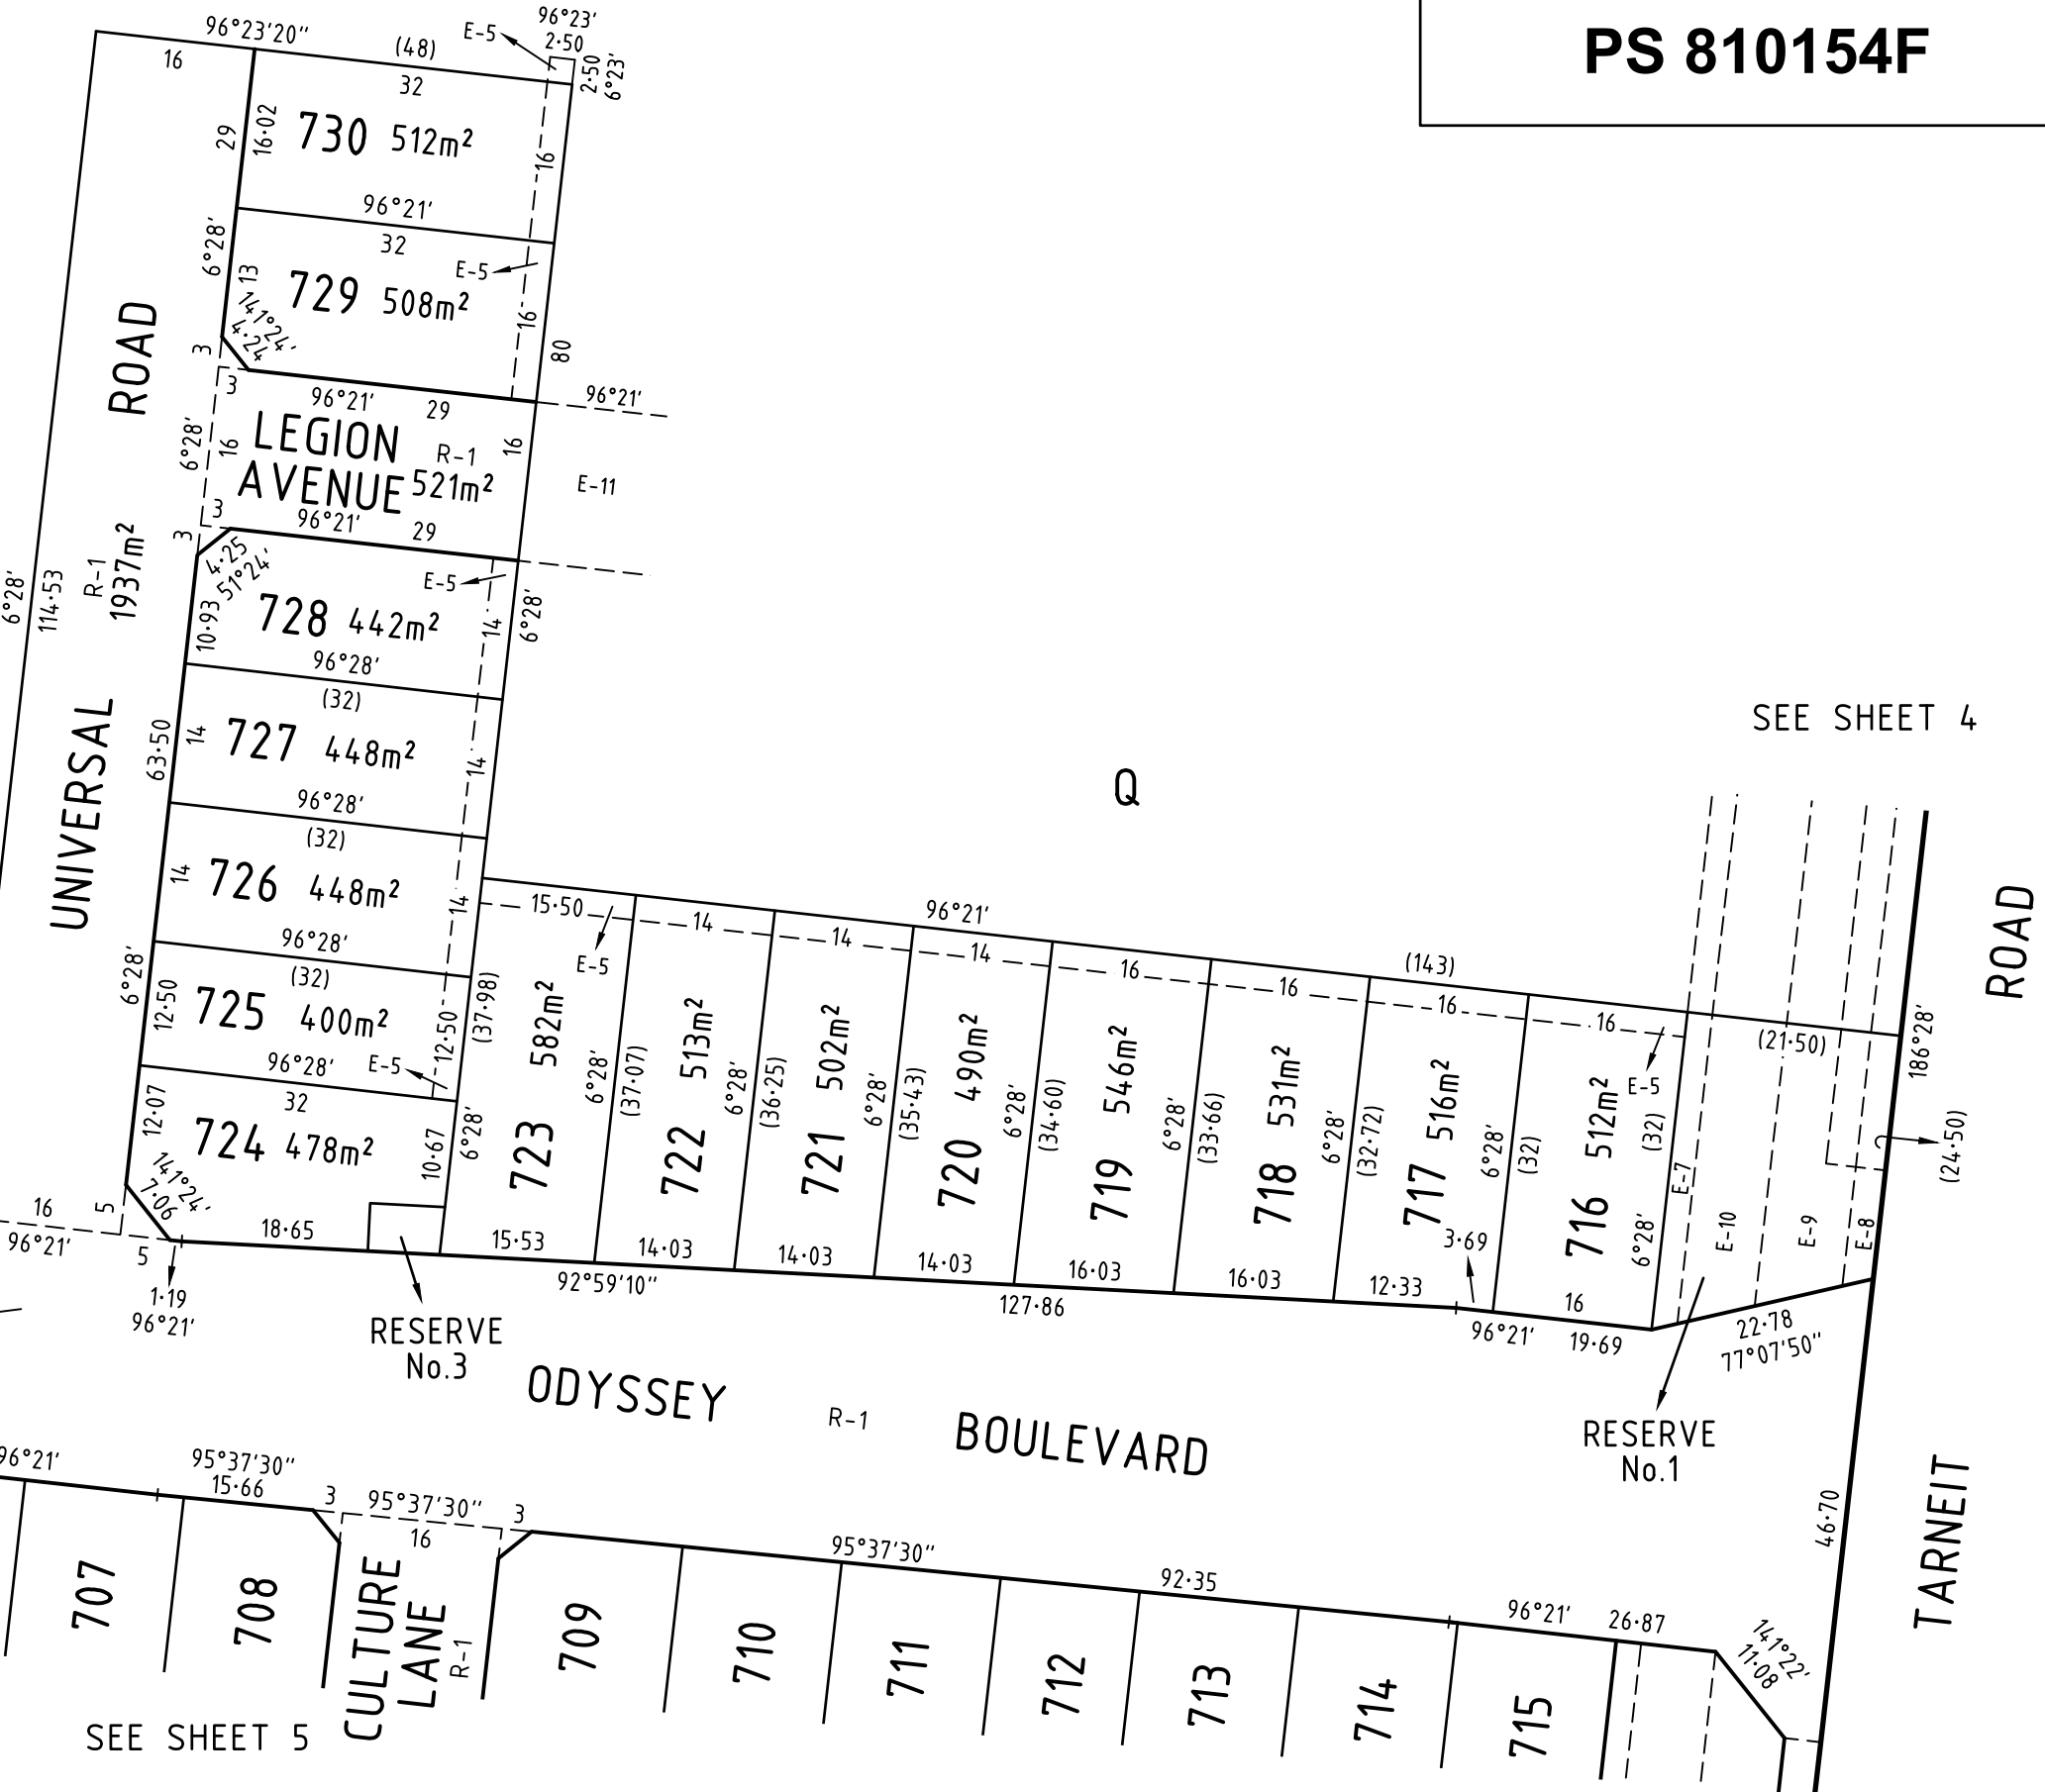 PS 810154F
96°23'20"
(48)
E-5
96°23'
2·50
2·50
6°23'
16
32
29
16·02
730 512m²
16
96°21'
6°28'
32
13
729 508m²
E-5
16
141°24'
4·24
3
3
80
96°21'
29
96°21'
ROAD
LEGION
AVENUE
R-1
521m²
6°28'
16
16
E-11
3
3
96°21'
29
4·25
51°24'
E-5
6°28'
114·53
R-1
1937m²
10·93
728 442m²
14
6°28'
96°28'
(32)
63·50
14
727 448m²
14
UNIVERSAL
96°28'
(32)
14
726 448m²
14
6°28'
96°28'
(32)
12·50
725 400m²
12·50
(37·98)
96°28'
E-5
32
12·07
724 478m²
10·67
6°28'
141°24'
7·06
5
5
16
96°21'
18·65
1·19
96°21'
RESERVE
No.3
Q
SEE SHEET 4
15·50
14
14
14
96°21'
16
16
(143)
16
16
E-5
E-5
(21·50)
186°28'
ROAD
(24·50)
723 582m²
6°28'
(37·07)
722 513m²
6°28'
(36·25)
721 502m²
6°28'
(35·43)
720 490m²
6°28'
(34·60)
719 546m²
6°28'
(33·66)
718 531m²
6°28'
(32·72)
717 516m²
6°28'
(32)
716 512m²
(32)
6°28'
E-7
E-10
E-9
E-8
15·53
14·03
14·03
14·03
16·03
16·03
12·33
3·69
16
92°59'10"
127·86
96°21'
19·69
22·78
77°07'50"
RESERVE
No.1
ODYSSEY
R-1
BOULEVARD
46·70
TARNEIT
96°21'
95°37'30"
15·66
3
95°37'30"
16
3
95°37'30"
92·35
96°21'
26·87
141°22'
11·08
707
708
CULTURE
LANE
R-1
709
710
711
712
713
714
715
SEE SHEET 5